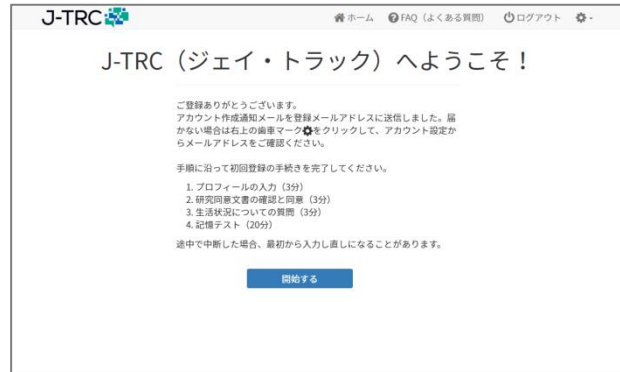 J-TRC
ホーム FAQ（よくある質問） ログアウト
J-TRC（ジェイ・トラック）へようこそ！
ご登録ありがとうございます。
アカウント作成通知メールを登録メールアドレスに送信しました。届
かない場合は右上の歯車マークをクリックして、アカウント設定か
らメールアドレスをご確認ください。
手順に沿って初回登録の手続きを完了してください。
1. プロフィールの入力（3分）
2. 研究同意文書の確認と同意（3分）
3. 生活状況についての質問（3分）
4. 記憶テスト（20分）
途中で中断した場合、最初から入力し直しになることがあります。
開始する